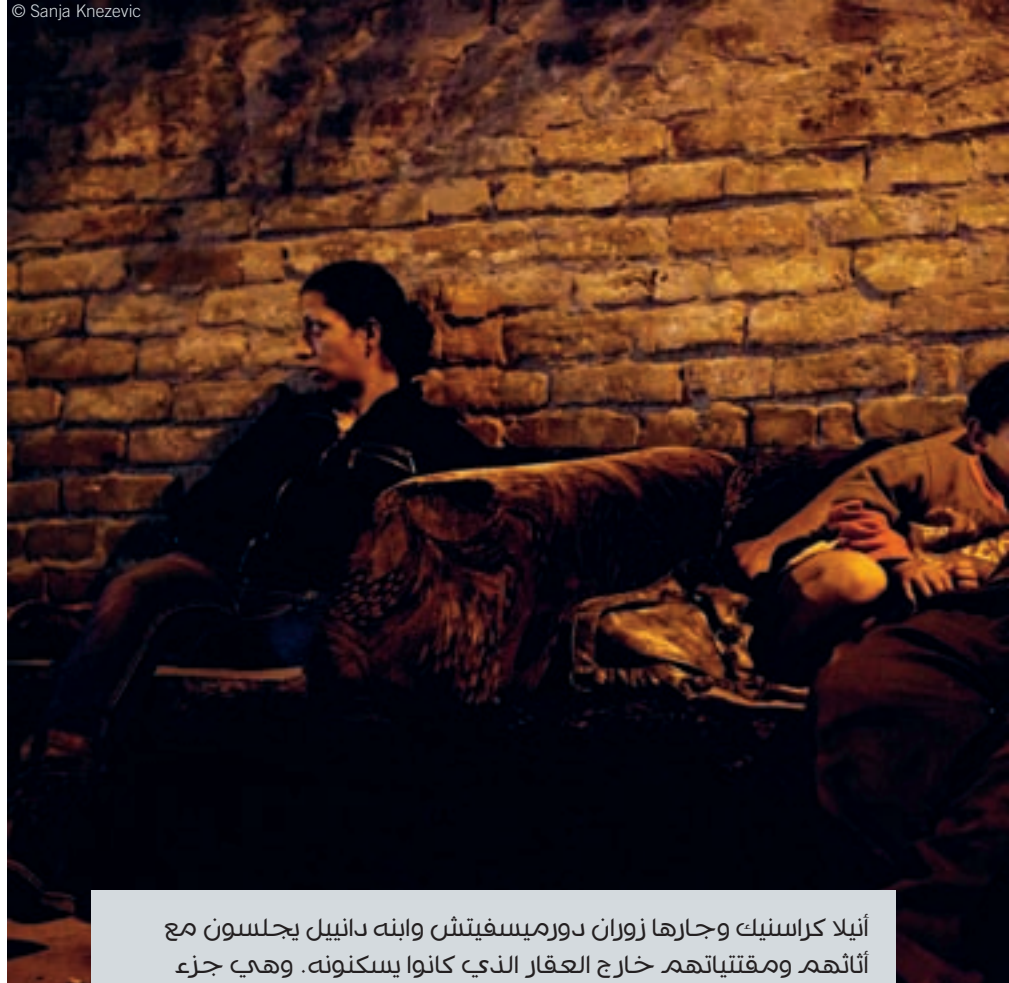 © Sanja Knezevic
أنيلا كراسنيك وجارها زوران دورميسفيتش وابنه دانييل يجلسون مع
أثاثهم ومقتتياتهم خارج العقار الذي كانوا يسكنونه. وهي جزء